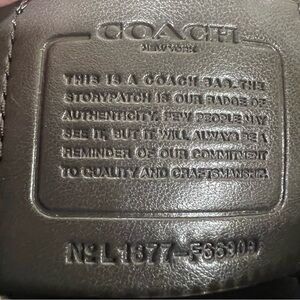 COACH
NEW YORK
THIS IS A COACH BAG. THE
STORYPATCH IS OUR BADGE OF
AUTHENTICITY. FEW PEOPLE MAY
SEE IT, BUT IT WILL ALWAYS BE A
REMINDER OF OUR COMMITMENT
TO QUALITY AND CRAFTSMANSHIP.
Nº L1877-F66909